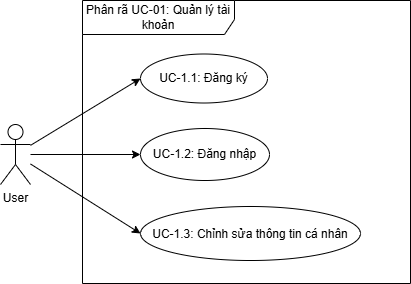 Phân rã UC-01: Quản lý tài
khoản
UC-1.1: Đăng ký
UC-1.2: Đăng nhập
User
UC-1.3: Chỉnh sửa thông tin cá nhân